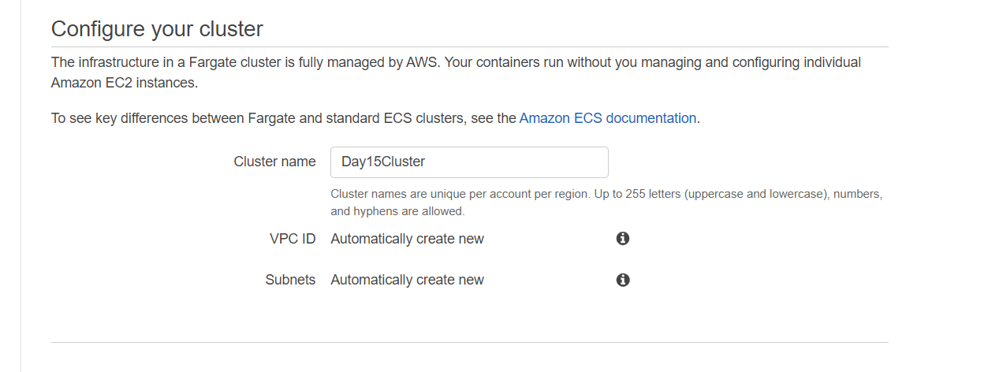 Configure your cluster
The infrastructure in a Fargate cluster is fully managed by AWS. Your containers run without you managing and configuring individual
Amazon EC2 instances.
To see key differences between Fargate and standard ECS clusters, see the Amazon ECS documentation.
Cluster name Day15Cluster
Cluster names are unique per account per region. Up to 255 letters (uppercase and lowercase), numbers,
and hyphens are allowed.
VPC ID Automatically create new
Subnets Automatically create new